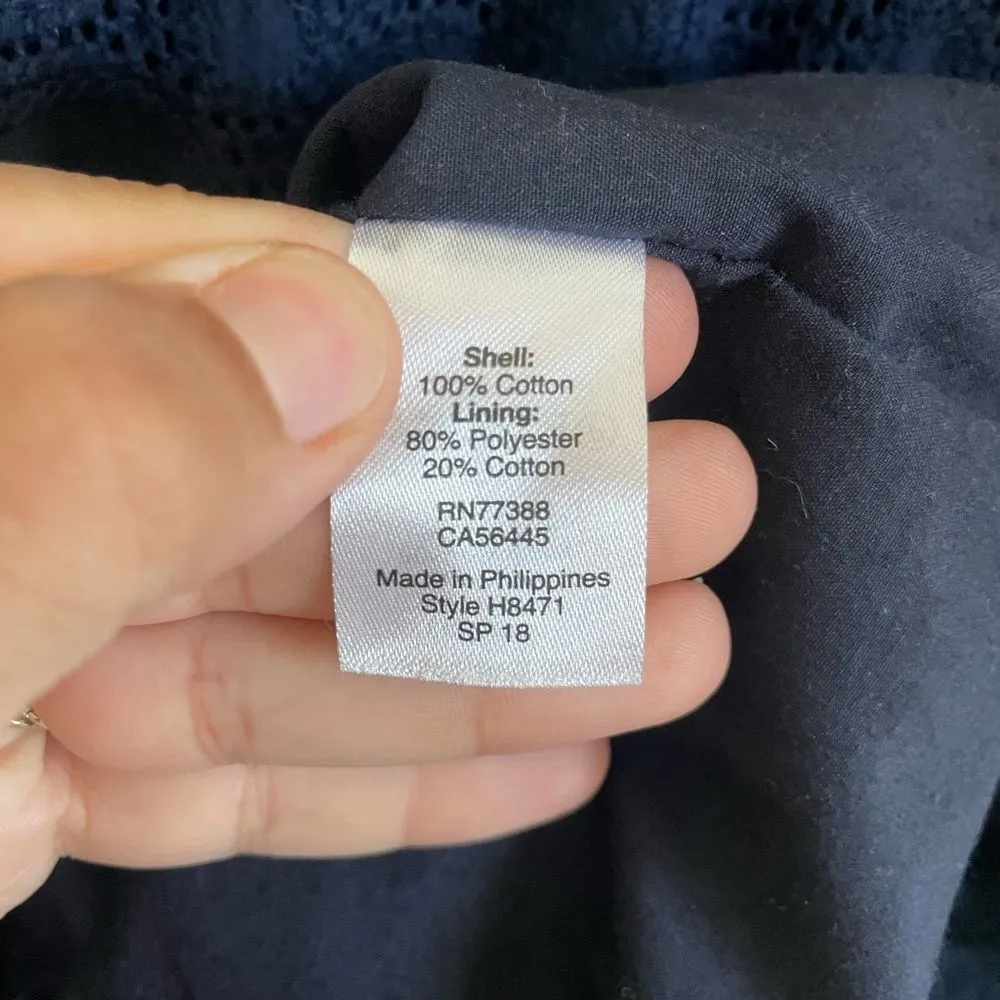 Shell:
100% Cotton
Lining:
80% Polyester
20% Cotton
RN77388
CA56445
Made in Philippines
Style H8471
SP 18